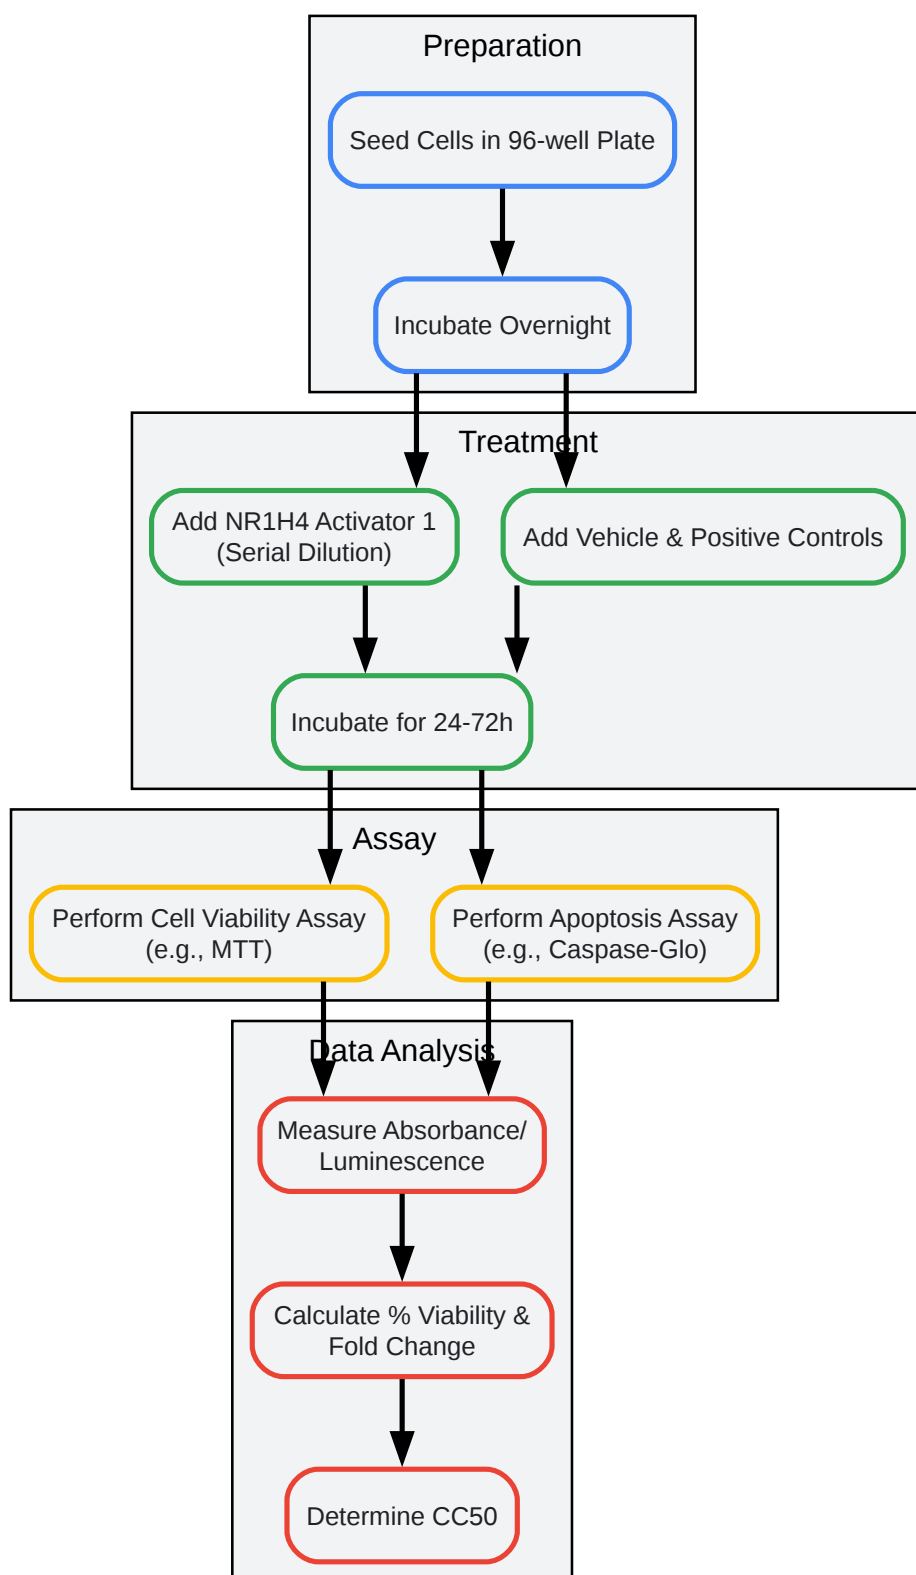 Preparation
Seed Cells in 96-well Plate
Incubate Overnight
Treatment
Add NR1H4 Activator 1
(Serial Dilution)
Add Vehicle & Positive Controls
Incubate for 24-72h
Assay
Perform Cell Viability Assay
(e.g., MTT)
Perform Apoptosis Assay
(e.g., Caspase-Glo)
Data Analysis
Measure Absorbance/
Luminescence
Calculate % Viability &
Fold Change
Determine CC50